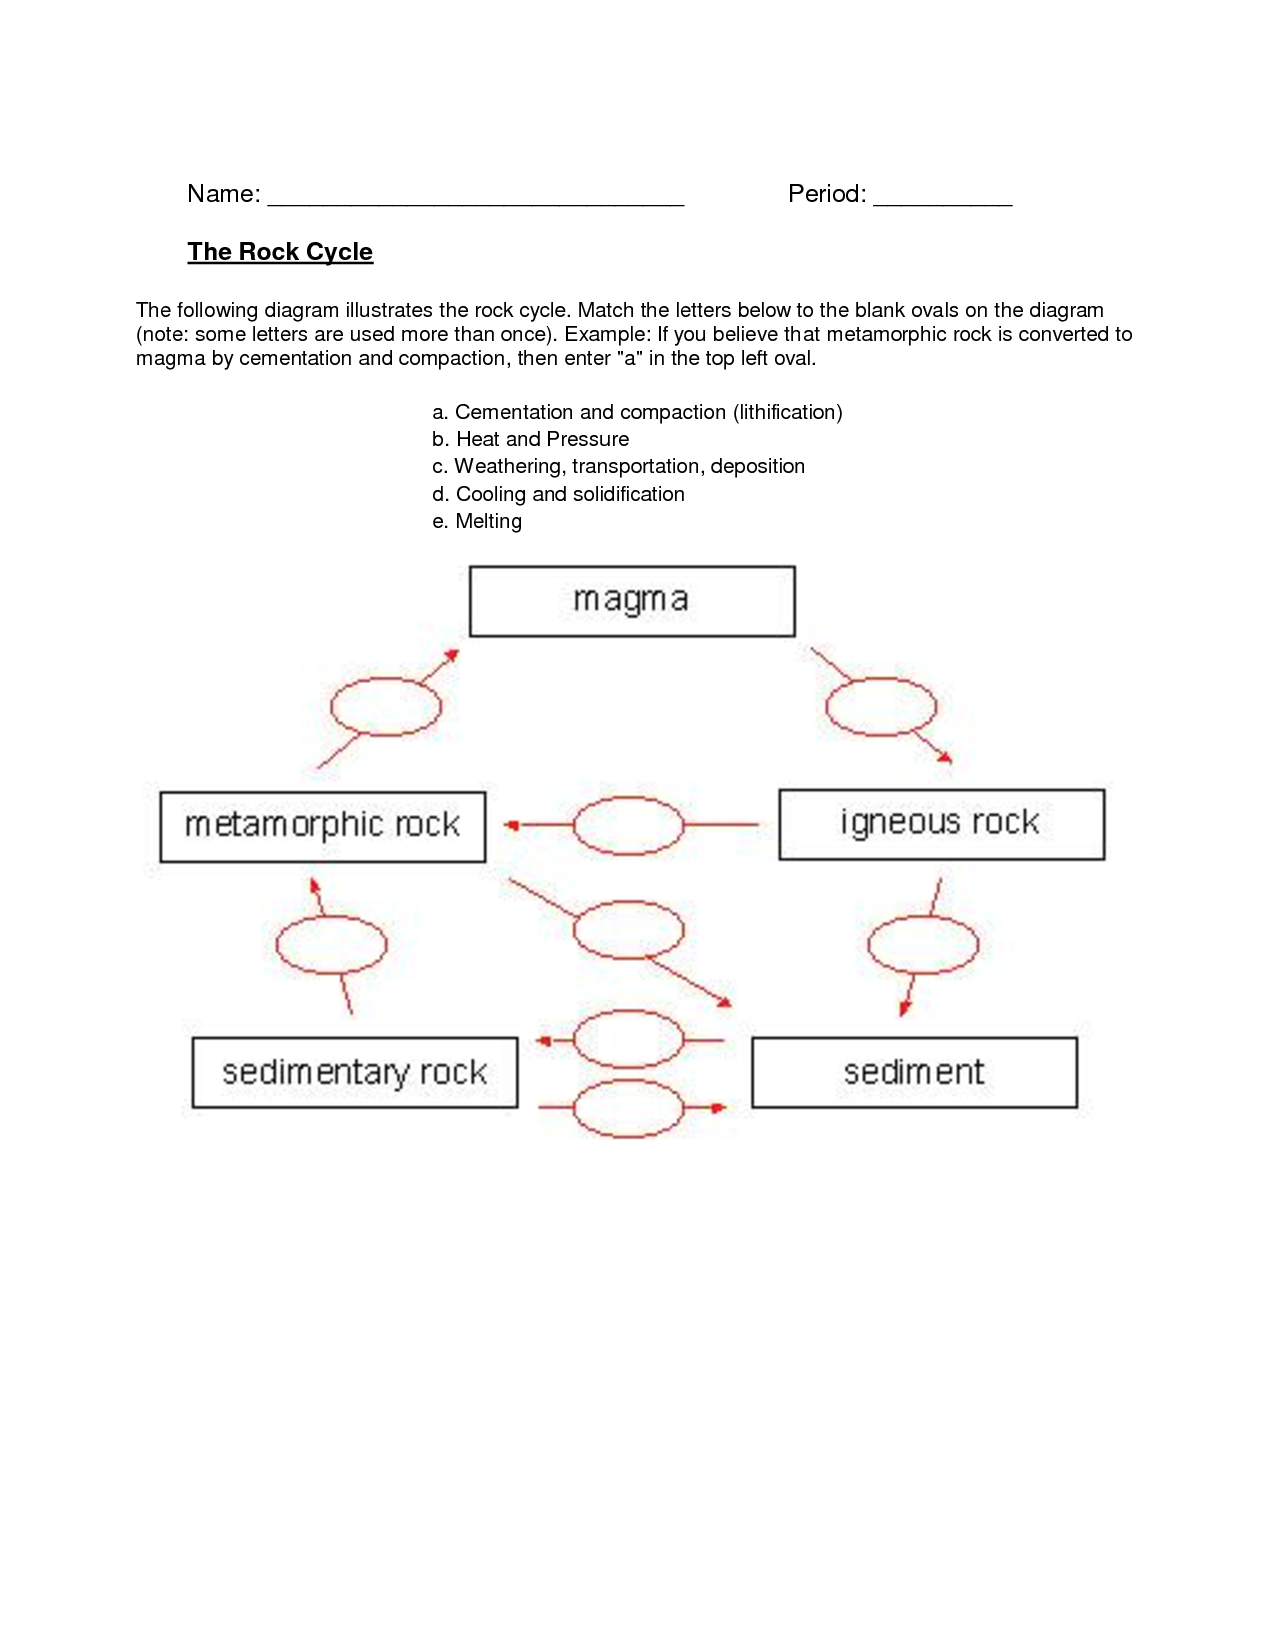 Name: ______________________________ Period: __________
The Rock Cycle
The following diagram illustrates the rock cycle. Match the letters below to the blank ovals on the diagram
(note: some letters are used more than once). Example: If you believe that metamorphic rock is converted to
magma by cementation and compaction, then enter "a" in the top left oval.
a. Cementation and compaction (lithification)
b. Heat and Pressure
c. Weathering, transportation, deposition
d. Cooling and solidification
e. Melting
magma
metamorphic rock
igneous rock
sedimentary rock
sediment